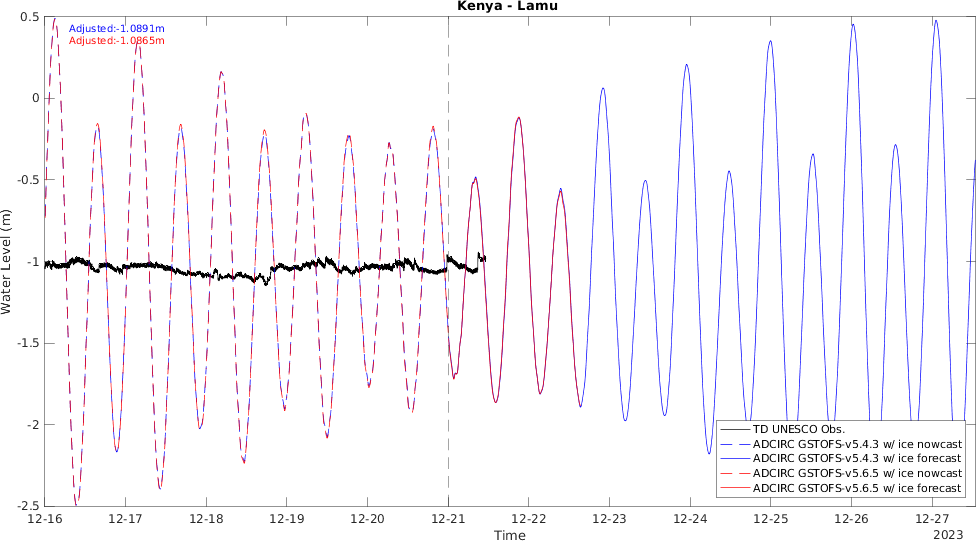 Kenya - Lamu
Adjusted:-1.0891m
Adjusted:-1.0865m
0.5
0
-0.5
-1
-1.5
-2
-2.5
Water Level (m)
TD UNESCO Obs.
ADCIRC GSTOFS-v5.4.3 w/ ice nowcast
ADCIRC GSTOFS-v5.4.3 w/ ice forecast
ADCIRC GSTOFS-v5.6.5 w/ ice nowcast
ADCIRC GSTOFS-v5.6.5 w/ ice forecast
12-16 12-17 12-18 12-19 12-20 12-21 12-22 12-23 12-24 12-25 12-26 12-27
Time
2023